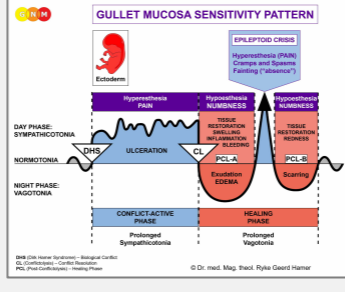 GNM
GULLET MUCOSA SENSITIVITY PATTERN
Ectoderm
EPILEPTOID CRISIS
Hyperesthesia (PAIN)
Cramps and Spasms
Fainting ("absence")
Hyperesthesia
PAIN
Hypoesthesia
NUMBNESS
Hypoesthesia
NUMBNESS
DAY PHASE:
SYMPATHICOTONIA
TISSUE
RESTORATION
SWELLING
INFLAMMATION
BLEEDING
TISSUE
RESTORATION
REDNESS
DHS
ULCERATION
CL
NORMOTONIA
PCL-A
PCL-B
NIGHT PHASE:
VAGOTONIA
Exudation
EDEMA
Scarring
CONFLICT-ACTIVE
PHASE
HEALING
PHASE
Prolonged
Sympathicotonia
Prolonged
Vagotonia
DHS (Dirk Hamer Syndrome) – Biological Conflict
CL (Conflictolysis) – Conflict Resolution
PCL (Post-Conflictolysis) – Healing Phase
© Dr. med. Mag. theol. Ryke Geerd Hamer